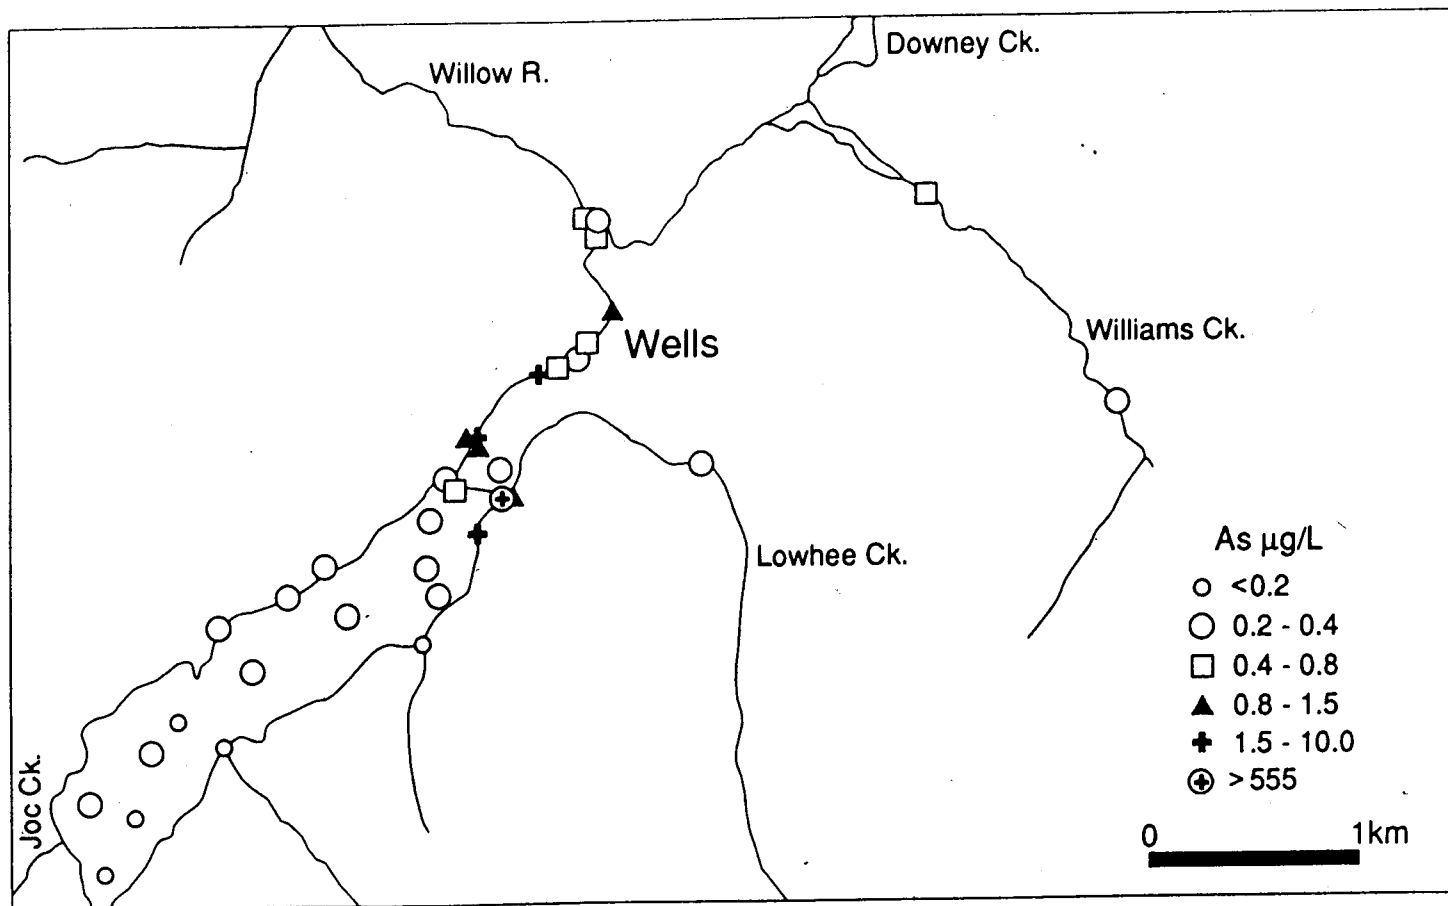 Downey Ck.
Willow R.
Williams Ck.
Wells
Lowhee Ck.
Joc Ck.
As µg/L
<0.2
0.2 - 0.4
0.4 - 0.8
0.8 - 1.5
1.5 - 10.0
>555
0 1km